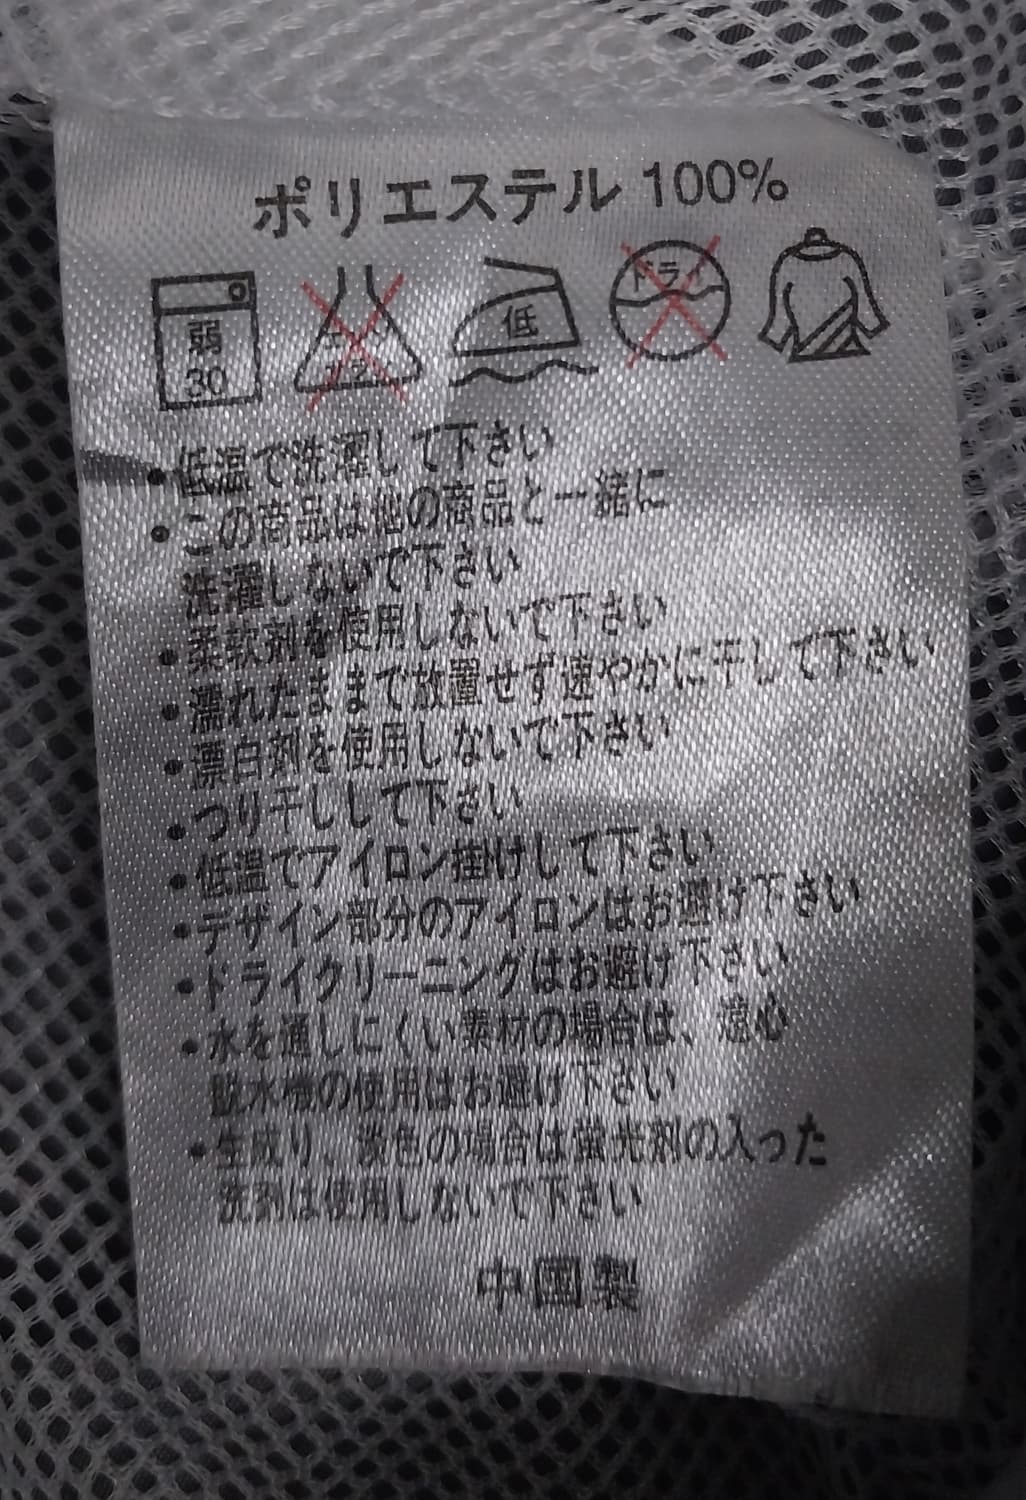 ポリエステル 100%
弱
30
低
ドライ
・低温で洗濯して下さい
・この商品は他の商品と一緒に
洗濯しないで下さい
・柔軟剤を使用しないで下さい
・濡れたままで放置せず速やかに干して下さい
・漂白剤を使用しないで下さい
・つり干しして下さい
・低温でアイロン掛けして下さい
・デザイン部分のアイロンはお避け下さい
・ドライクリーニングはお避け下さい
・水を通しにくい素材の場合は、遠心
脱水機の使用はお避け下さい
・生成り、淡色の場合は蛍光剤の入った
洗剤は使用しないで下さい
中国製